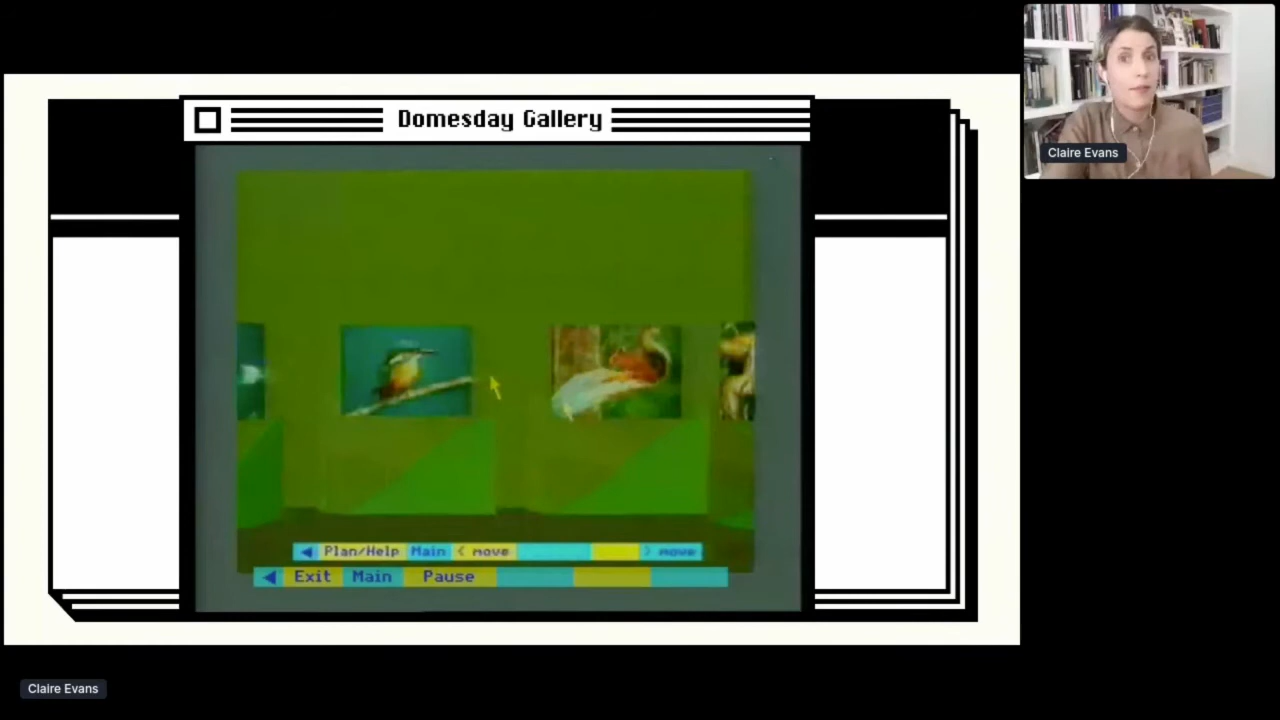 Domesday Gallery
Claire Evans
Plan/Help Main < move > move
Exit Main Pause
Claire Evans